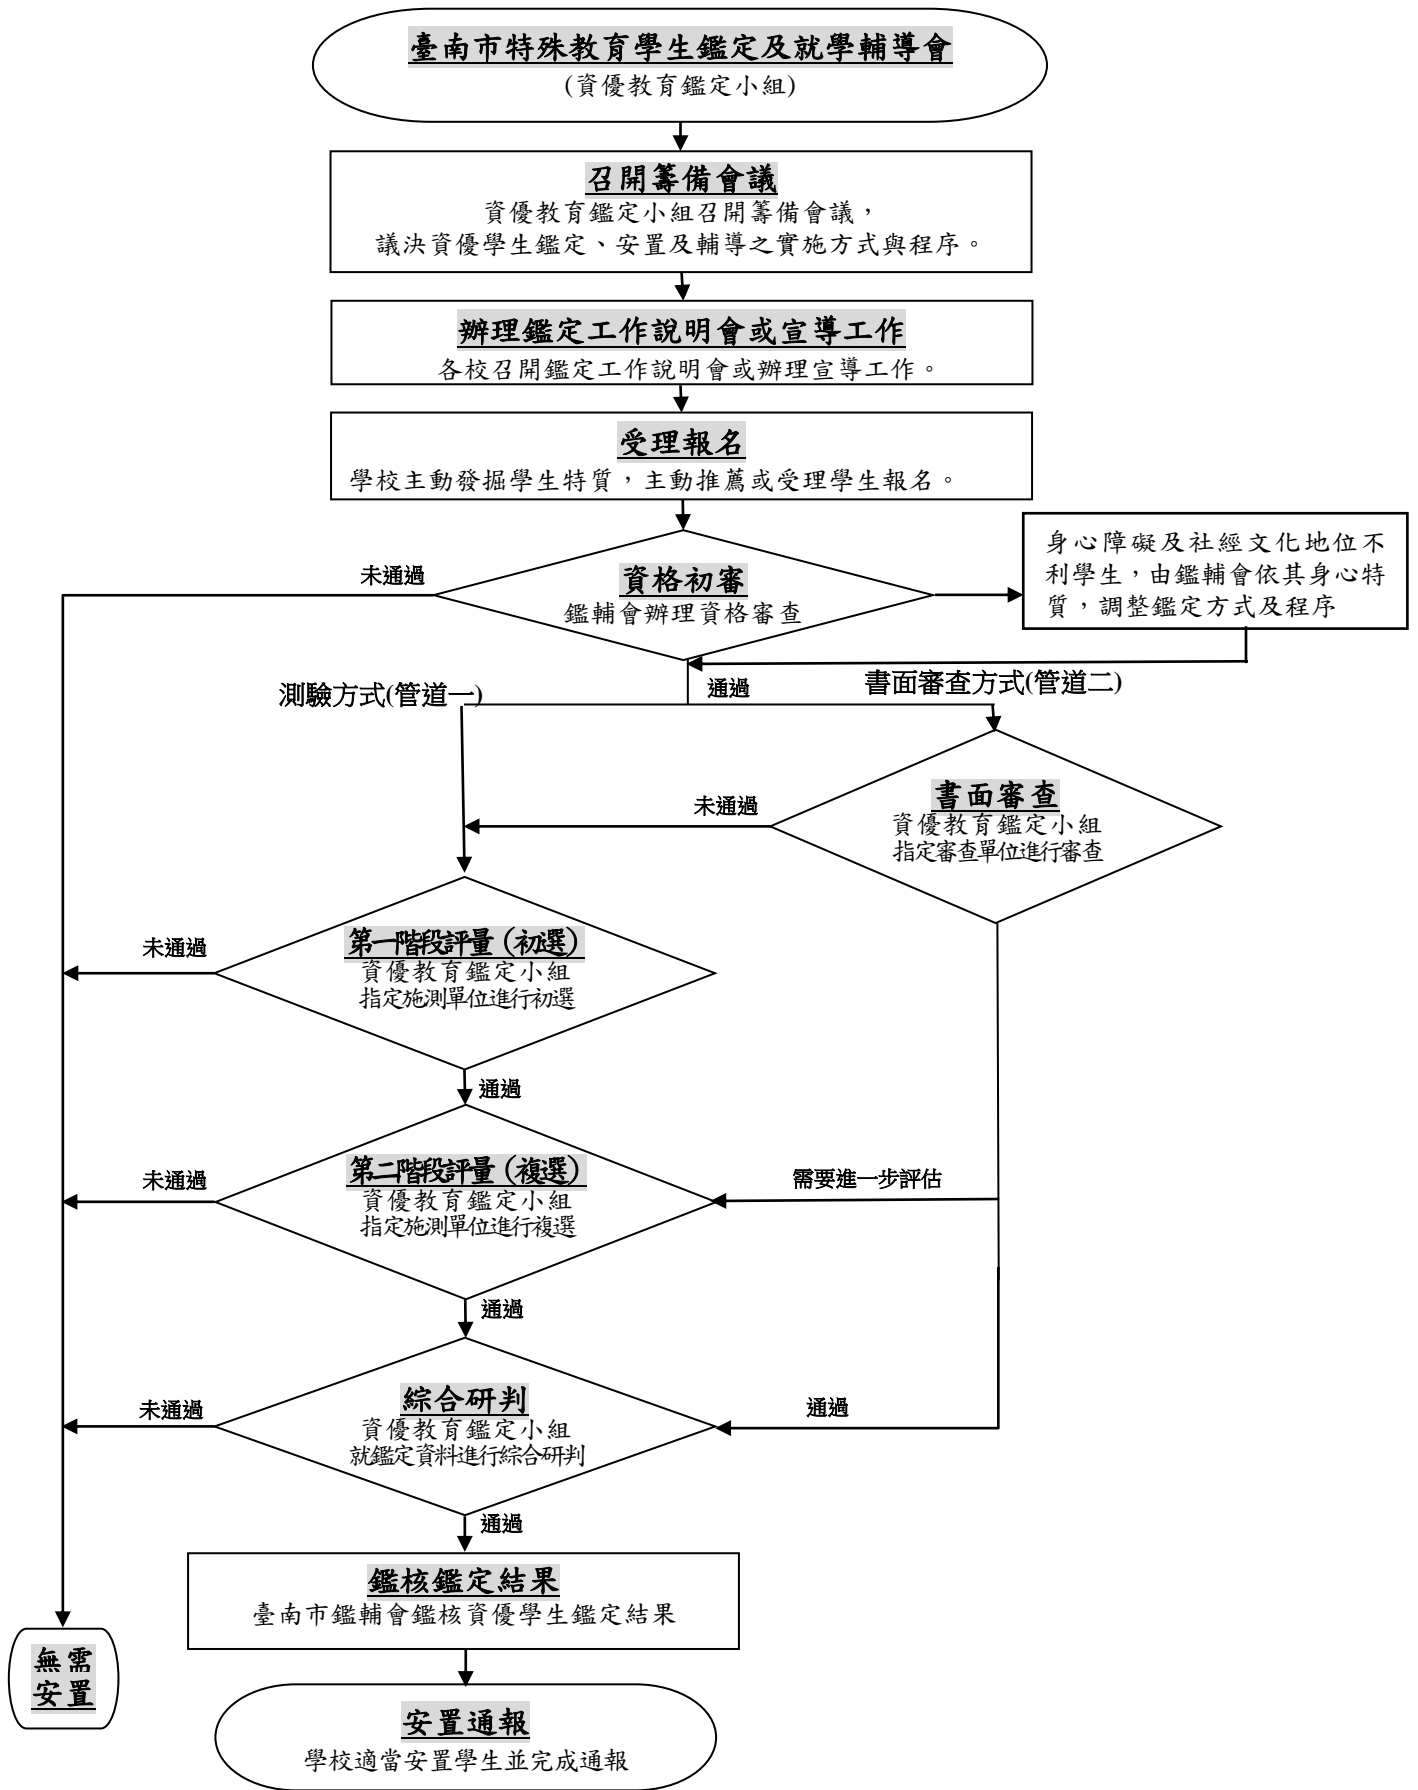 臺南市特殊教育學生鑑定及就學輔導會
(資優教育鑑定小組)
召開籌備會議
資優教育鑑定小組召開籌備會議，
議決資優學生鑑定、安置及輔導之實施方式與程序。
辦理鑑定工作說明會或宣導工作
各校召開鑑定工作說明會或辦理宣導工作。
受理報名
學校主動發掘學生特質，主動推薦或受理學生報名。
未通過
資格初審
鑑輔會辦理資格審查
身心障礙及社經文化地位不
利學生，由鑑輔會依其身心特
質，調整鑑定方式及程序
測驗方式(管道一)
通過
書面審查方式(管道二)
未通過
書面審查
資優教育鑑定小組
指定審查單位進行審查
未通過
第一階段評量（初選）
資優教育鑑定小組
指定施測單位進行初選
通過
未通過
第二階段評量（複選）
資優教育鑑定小組
指定施測單位進行複選
需要進一步評估
通過
未通過
綜合研判
資優教育鑑定小組
就鑑定資料進行綜合研判
通過
通過
鑑核鑑定結果
臺南市鑑輔會鑑核資優學生鑑定結果
無需
安置
安置通報
學校適當安置學生並完成通報